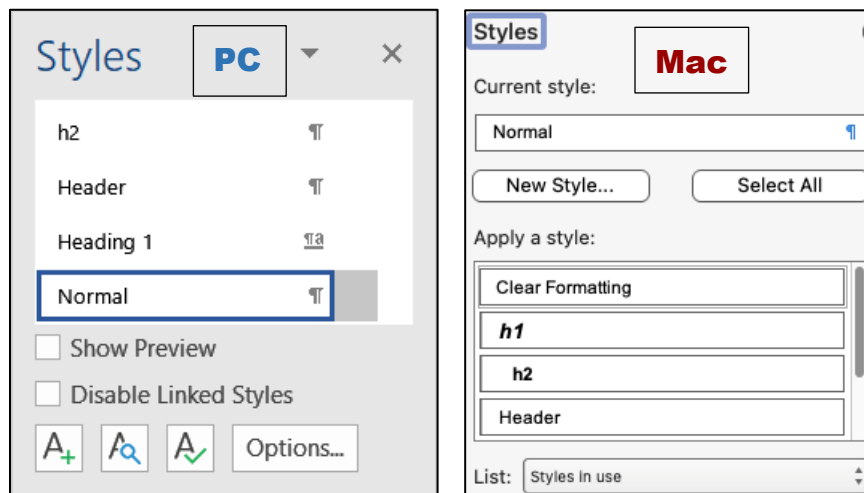 Styles
PC
h2
Header
Heading 1
Normal
Show Preview
Disable Linked Styles
Options...
Styles
Mac
Current style:
Normal
New Style...
Select All
Apply a style:
Clear Formatting
h1
h2
Header
List: Styles in use